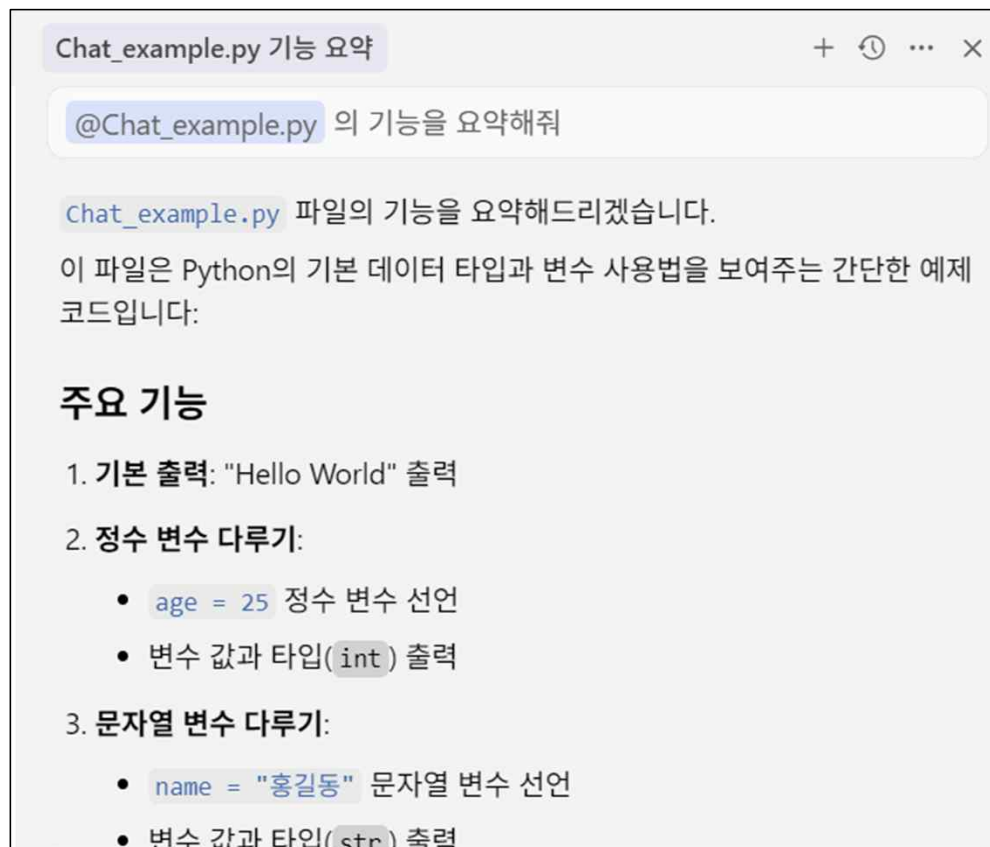 Chat_example.py 기능 요약
@Chat_example.py 의 기능을 요약해줘
Chat_example.py 파일의 기능을 요약해드리겠습니다.
이 파일은 Python의 기본 데이터 타입과 변수 사용법을 보여주는 간단한 예제
코드입니다:
주요 기능
1. 기본 출력: "Hello World" 출력
2. 정수 변수 다루기:
• age = 25 정수 변수 선언
• 변수 값과 타입(int) 출력
3. 문자열 변수 다루기:
• name = "홍길동" 문자열 변수 선언
• 변수 값과 타입(str) 출력